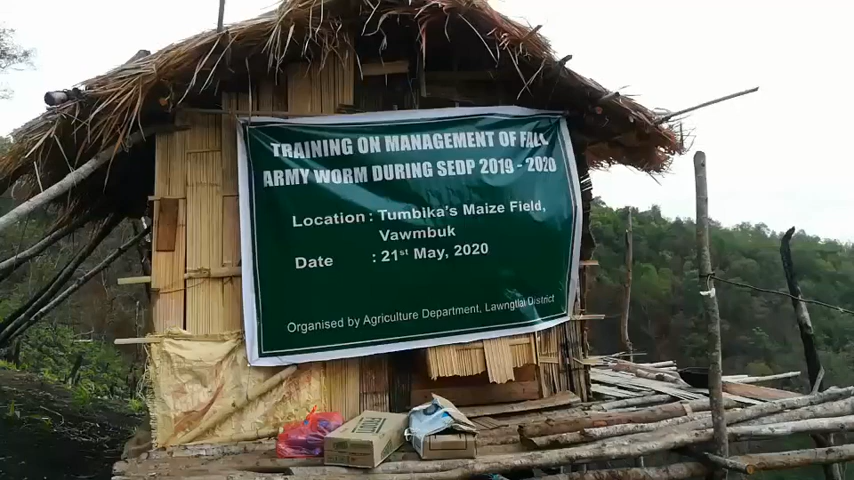 TRAINING ON MANAGEMENT OF FALL
ARMY WORM DURING SEDP 2019 - 2020
Location : Tumbika's Maize Field,
Vawmbuk
Date : 21st May, 2020
Organised by Agriculture Department, Lawngtlai District